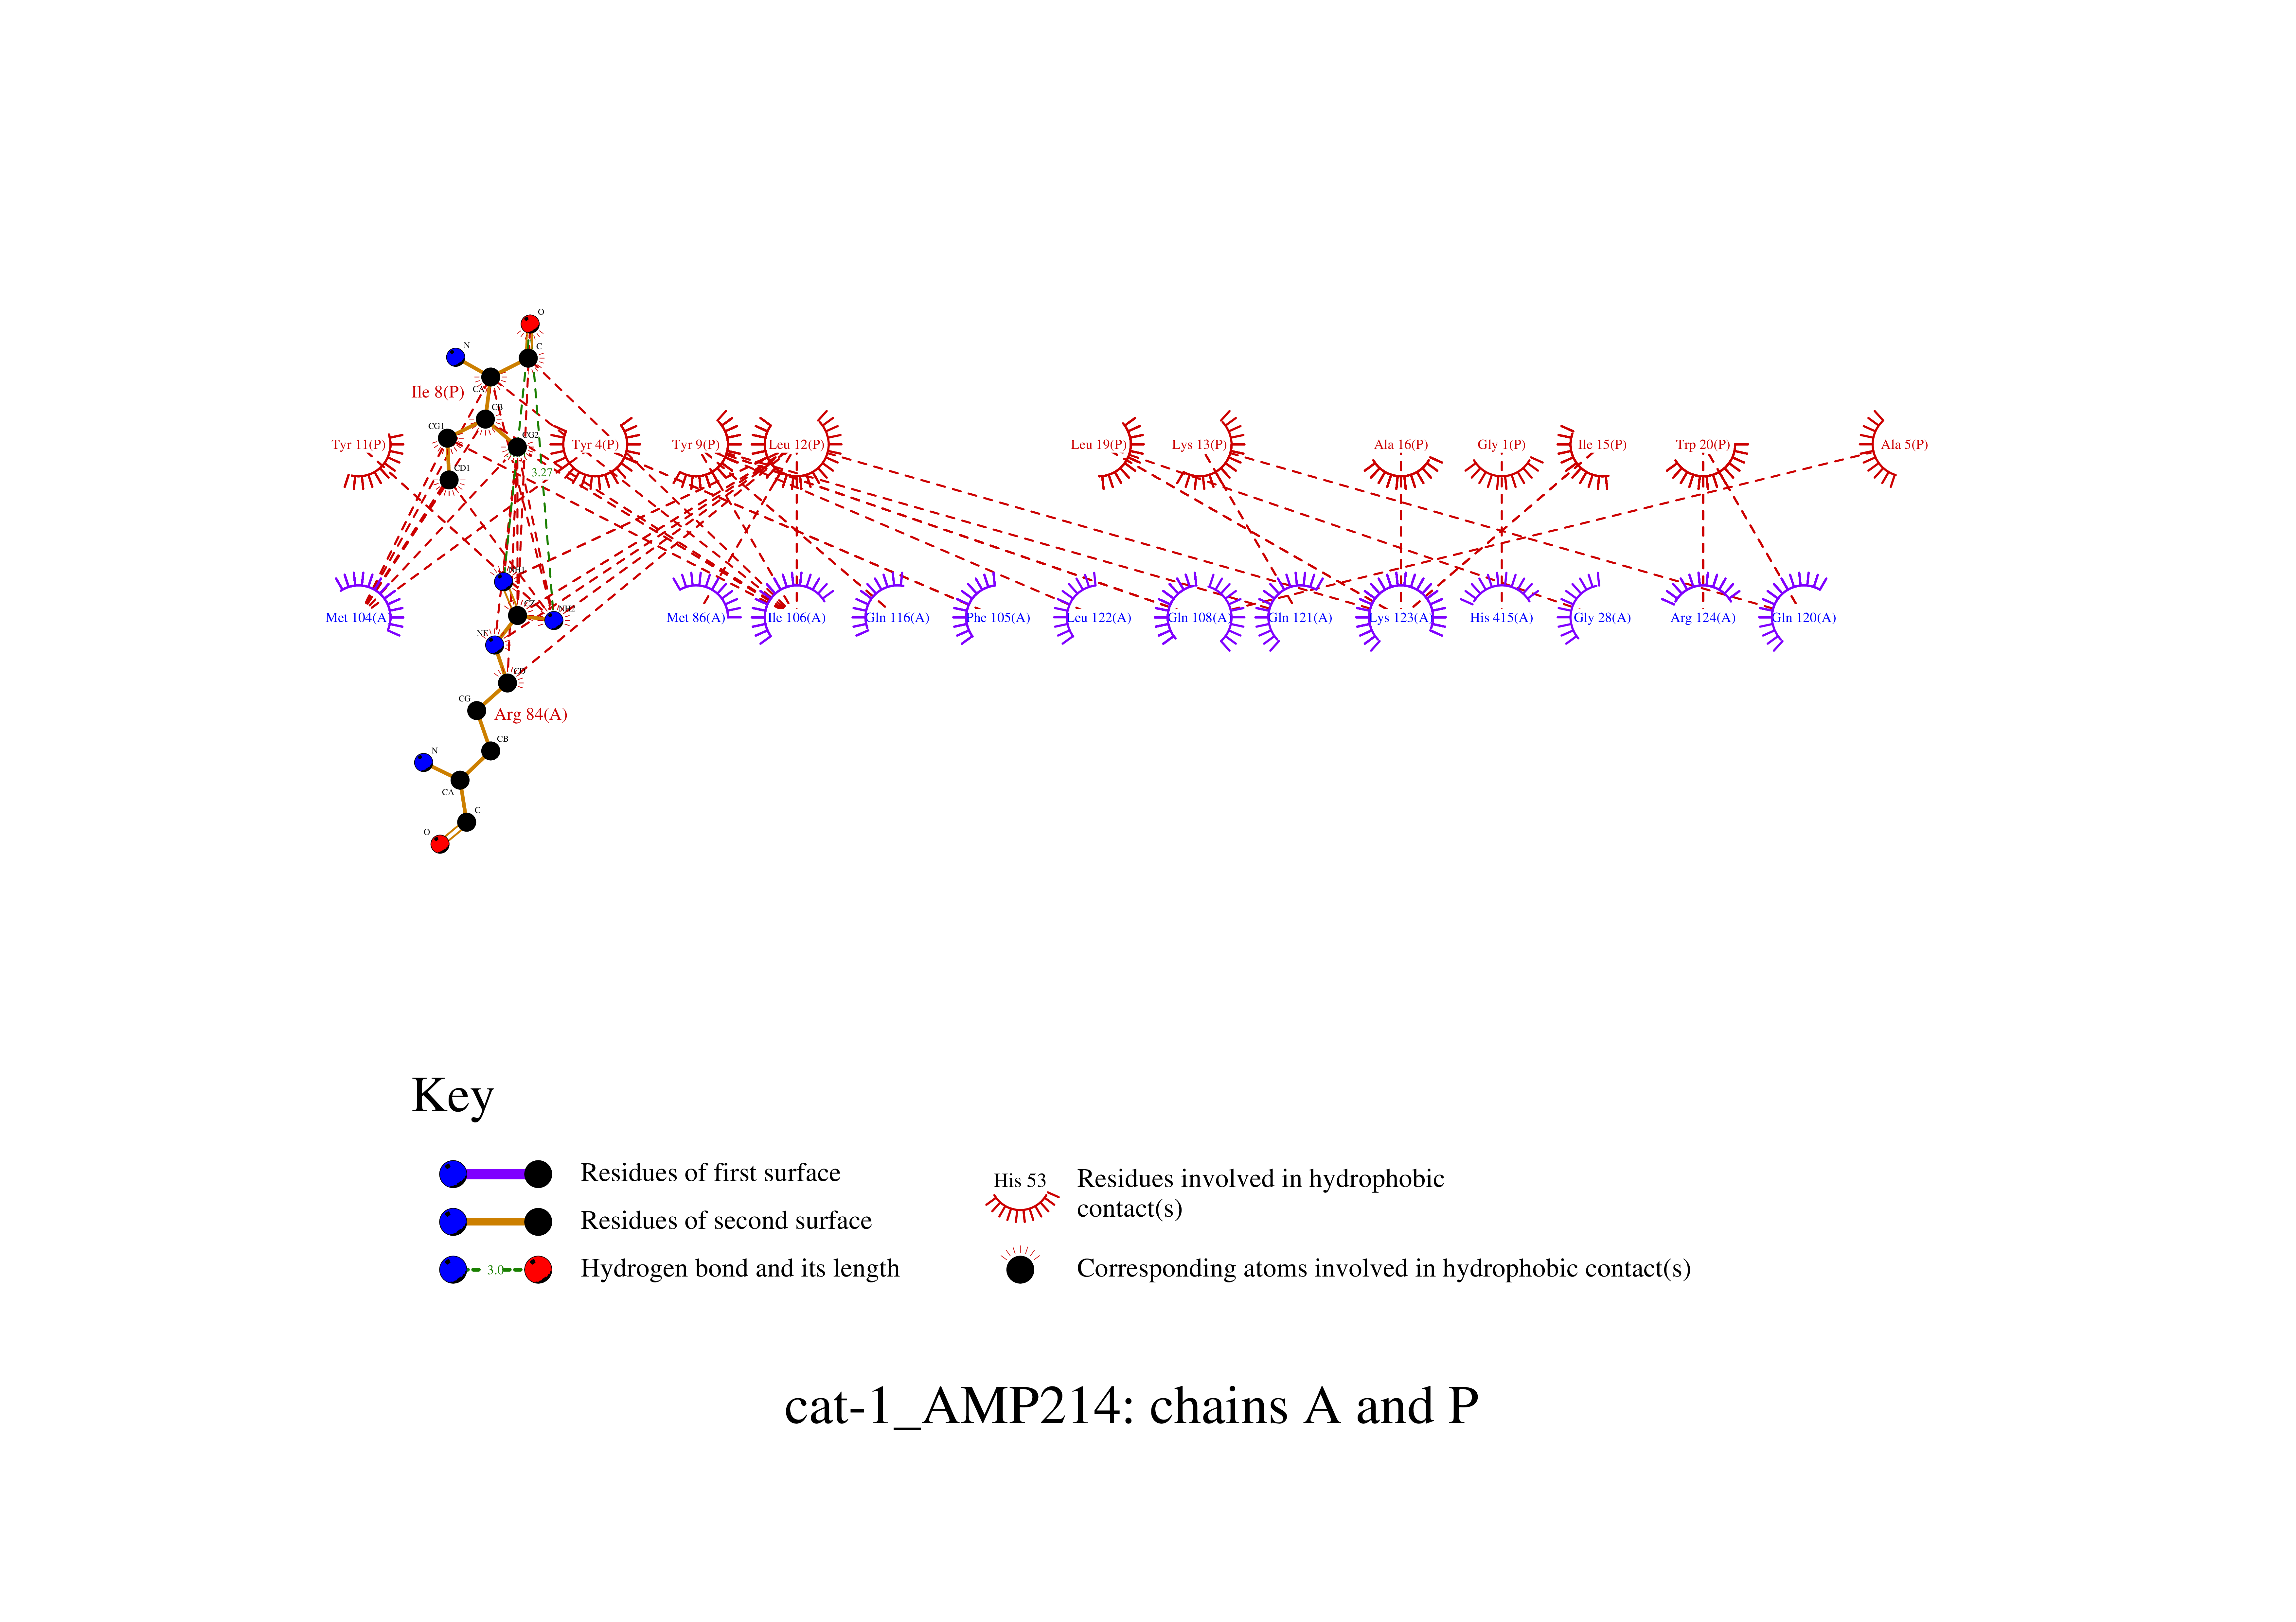 O
N
C
CA
Ile 8(P)
CB
CG1
CG2
CD1
3.27
Tyr 11(P)
Tyr 4(P)
Tyr 9(P)
Leu 12(P)
Leu 19(P)
Lys 13(P)
Ala 16(P)
Gly 1(P)
Ile 15(P)
Trp 20(P)
Ala 5(P)
NH1
CZ
NH2
NE
CD
Met 104(A)
Met 86(A)
Ile 106(A)
Gln 116(A)
Phe 105(A)
Leu 122(A)
Gln 108(A)
Gln 121(A)
Lys 123(A)
His 415(A)
Gly 28(A)
Arg 124(A)
Gln 120(A)
CG
Arg 84(A)
CB
N
CA
C
O
Key
Residues of first surface
Residues of second surface
3.0
Hydrogen bond and its length
His 53
Residues involved in hydrophobic
contact(s)
Corresponding atoms involved in hydrophobic contact(s)
cat-1_AMP214: chains A and P